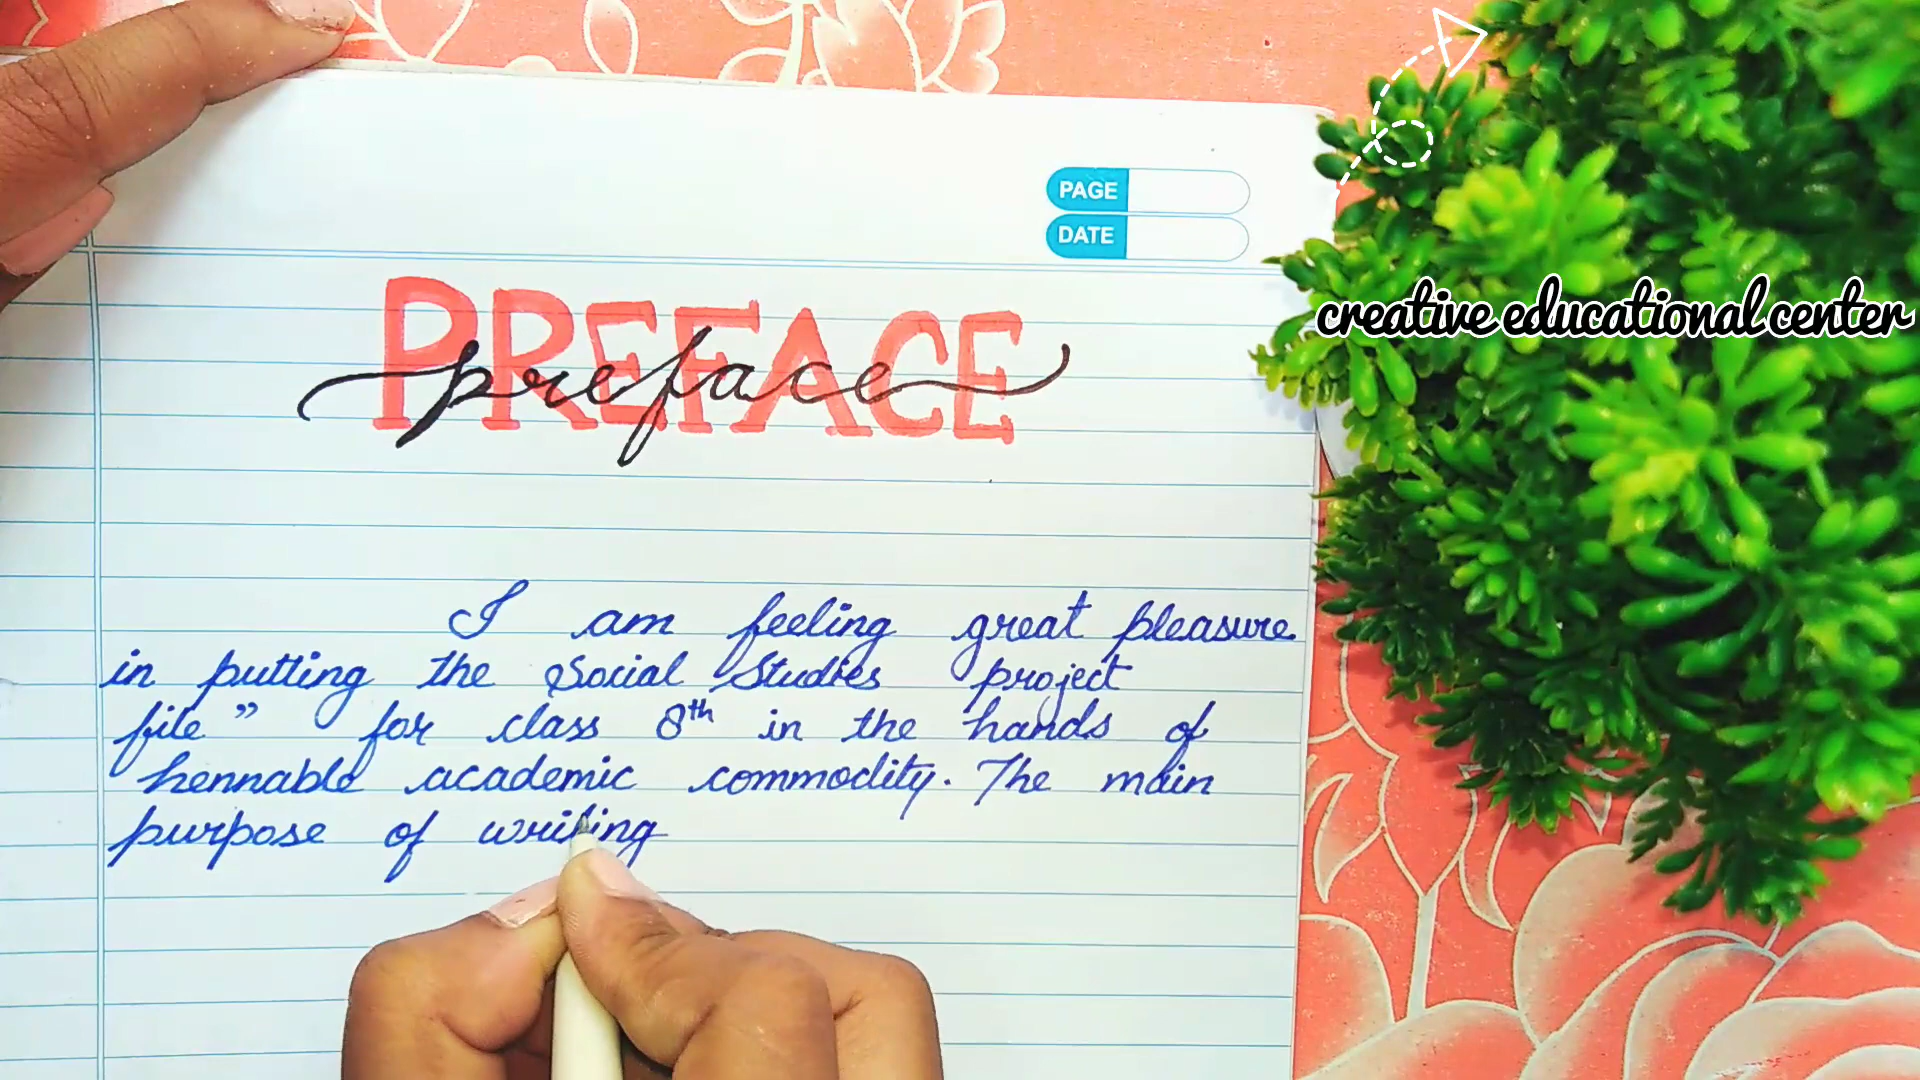 PAGE
DATE
PREFACE
preface
creative educational center
I am feeling great pleasure
in putting the Social Studies project
file” for class 8th in the hands of
hennable academic commodity. The main
purpose of writing